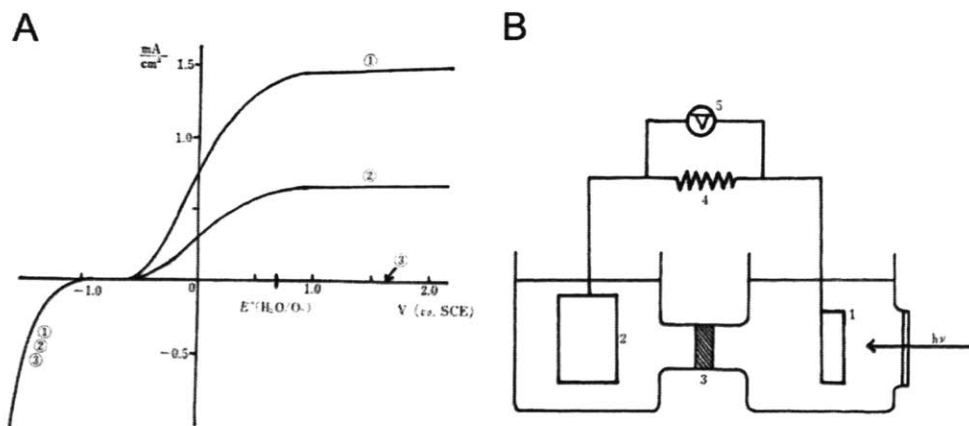 A
B
mA
cm²
1.5
①
1.0
②
③
-1.0
0
1.0
2.0
E°(H₂O/O₂)
V (vs. SCE)
①
②
③
-0.5
5
V
4
1
2
3
hν